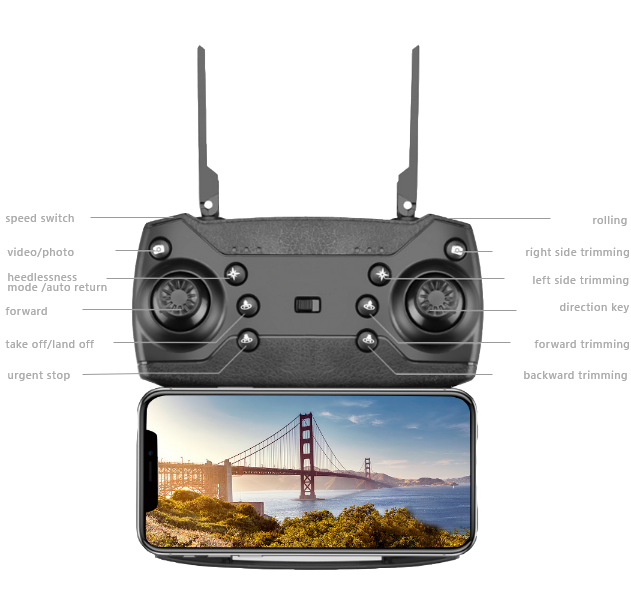 speed switch
rolling
video/photo
right side trimming
heedlessness
mode /auto return
left side trimming
forward
direction key
take off/land off
forward trimming
urgent stop
backward trimming